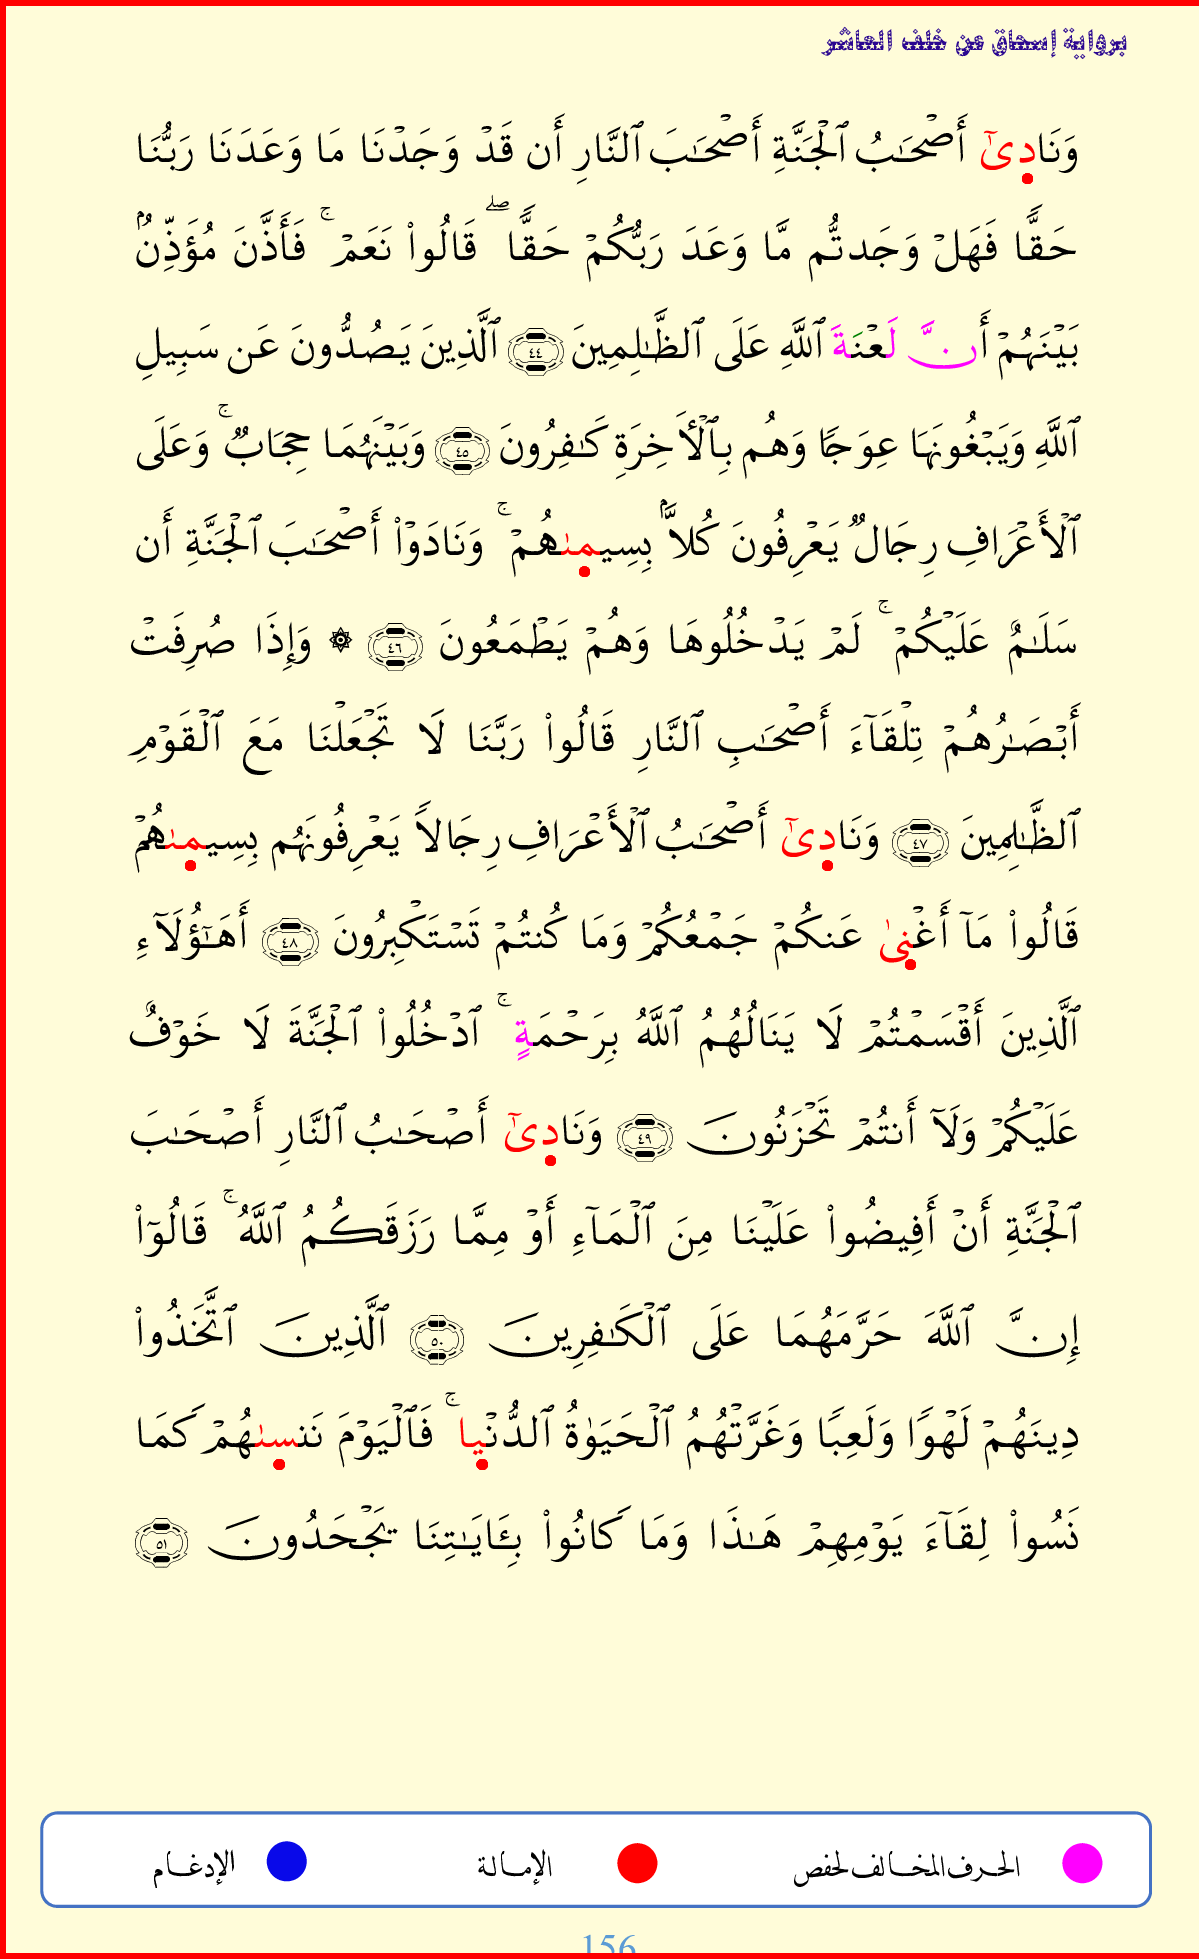 برواية إسحاق عن خلف العاشر
وَنَادِىٰٓ أَصۡحَٰبُ ٱلۡجَنَّةِ أَصۡحَٰبَ ٱلنَّارِ أَن قَدۡ وَجَدۡنَا مَا وَعَدَنَا رَبُّنَا
حَقّٗا فَهَلۡ وَجَدتُّم مَّا وَعَدَ رَبُّكُمۡ حَقّٗاۖ قَالُواْ نَعَمۡۚ فَأَذَّنَ مُؤَذِّنُۢ
بَيۡنَهُمۡ أَنَّ لَعۡنَةَ ٱللَّهِ عَلَى ٱلظَّٰلِمِينَ ٤٤ ٱلَّذِينَ يَصُدُّونَ عَن سَبِيلِ
ٱللَّهِ وَيَبۡغُونَهَا عِوَجٗا وَهُم بِٱلۡأٓخِرَةِ كَٰفِرُونَ ٤٥ وَبَيۡنَهُمَا حِجَابٞۚ وَعَلَى
ٱلۡأَعۡرَافِ رِجَالٞ يَعۡرِفُونَ كُلَّۢا بِسِيمِىٰهُمۡۚ وَنَادَوۡاْ أَصۡحَٰبَ ٱلۡجَنَّةِ أَن
سَلَٰمٌ عَلَيۡكُمۡۚ لَمۡ يَدۡخُلُوهَا وَهُمۡ يَطۡمَعُونَ ٤٦ ۞ وَإِذَا صُرِفَتۡ
أَبۡصَٰرُهُمۡ تِلۡقَآءَ أَصۡحَٰبِ ٱلنَّارِ قَالُواْ رَبَّنَا لَا تَجۡعَلۡنَا مَعَ ٱلۡقَوۡمِ
ٱلظَّٰلِمِينَ ٤٧ وَنَادِىٰٓ أَصۡحَٰبُ ٱلۡأَعۡرَافِ رِجَالٗا يَعۡرِفُونَهُم بِسِيمِىٰهُمۡ
قَالُواْ مَآ أَغۡنِىٰ عَنكُمۡ جَمۡعُكُمۡ وَمَا كُنتُمۡ تَسۡتَكۡبِرُونَ ٤٨ أَهَٰٓؤُلَآءِ
ٱلَّذِينَ أَقۡسَمۡتُمۡ لَا يَنَالُهُمُ ٱللَّهُ بِرَحۡمَةٍۚ ٱدۡخُلُواْ ٱلۡجَنَّةَ لَا خَوۡفٌ
عَلَيۡكُمۡ وَلَآ أَنتُمۡ تَحۡزَنُونَ ٤٩ وَنَادِىٰٓ أَصۡحَٰبُ ٱلنَّارِ أَصۡحَٰبَ
ٱلۡجَنَّةِ أَنۡ أَفِيضُواْ عَلَيۡنَا مِنَ ٱلۡمَآءِ أَوۡ مِمَّا رَزَقَكُمُ ٱللَّهُۚ قَالُوٓاْ
إِنَّ ٱللَّهَ حَرَّمَهُمَا عَلَى ٱلۡكَٰفِرِينَ ٥٠ ٱلَّذِينَ ٱتَّخَذُواْ
دِينَهُمۡ لَهۡوٗا وَلَعِبٗا وَغَرَّتۡهُمُ ٱلۡحَيَوٰةُ ٱلدُّنۡيِاۚ فَٱلۡيَوۡمَ نَنسِىٰهُمۡ كَمَا
نَسُواْ لِقَآءَ يَوۡمِهِمۡ هَٰذَا وَمَا كَانُواْ بِـَٔايَٰتِنَا يَجۡحَدُونَ ٥١
الحرف المخالف لحفص الإمالة الإدغام
156